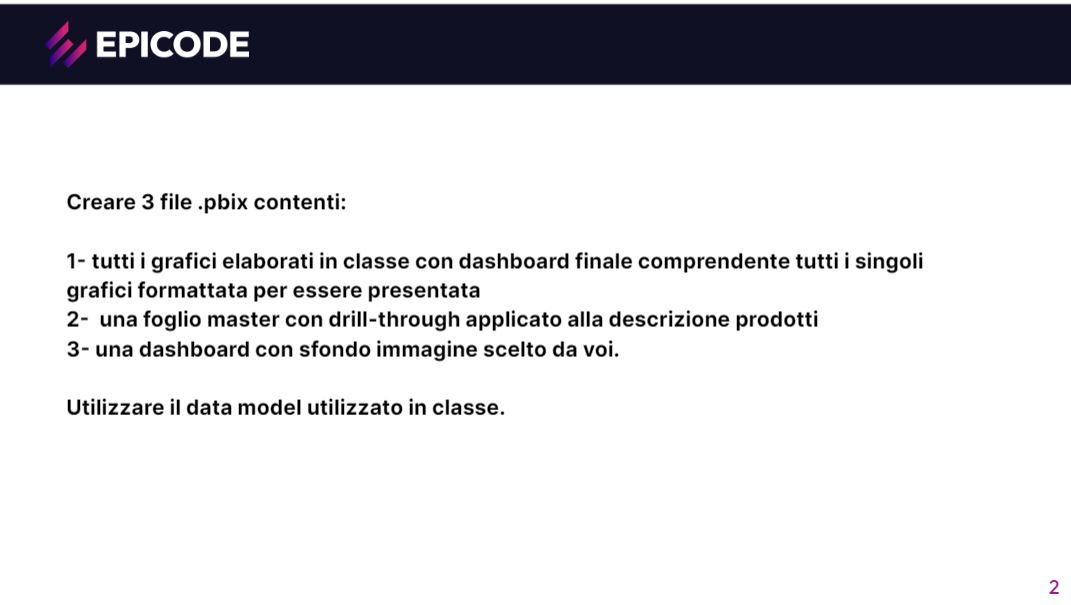 EPICODE
Creare 3 file .pbix contenti:
1- tutti i grafici elaborati in classe con dashboard finale comprendente tutti i singoli
grafici formattata per essere presentata
2-  una foglio master con drill-through applicato alla descrizione prodotti
3- una dashboard con sfondo immagine scelto da voi.
Utilizzare il data model utilizzato in classe.
2